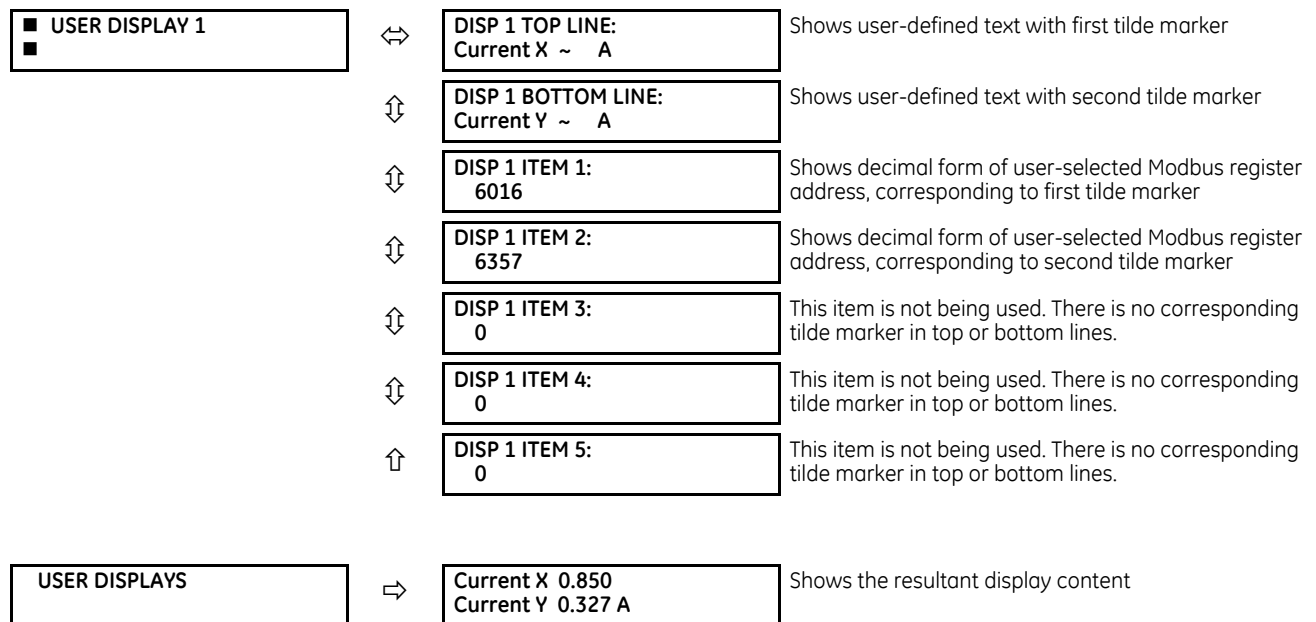 ■ USER DISPLAY 1
■
DISP 1 TOP LINE:
Current X ~ A
Shows user-defined text with first tilde marker
DISP 1 BOTTOM LINE:
Current Y ~ A
Shows user-defined text with second tilde marker
DISP 1 ITEM 1:
6016
Shows decimal form of user-selected Modbus register
address, corresponding to first tilde marker
DISP 1 ITEM 2:
6357
Shows decimal form of user-selected Modbus register
address, corresponding to second tilde marker
DISP 1 ITEM 3:
0
This item is not being used. There is no corresponding
tilde marker in top or bottom lines.
DISP 1 ITEM 4:
0
This item is not being used. There is no corresponding
tilde marker in top or bottom lines.
DISP 1 ITEM 5:
0
This item is not being used. There is no corresponding
tilde marker in top or bottom lines.
USER DISPLAYS
Current X 0.850
Current Y 0.327 A
Shows the resultant display content